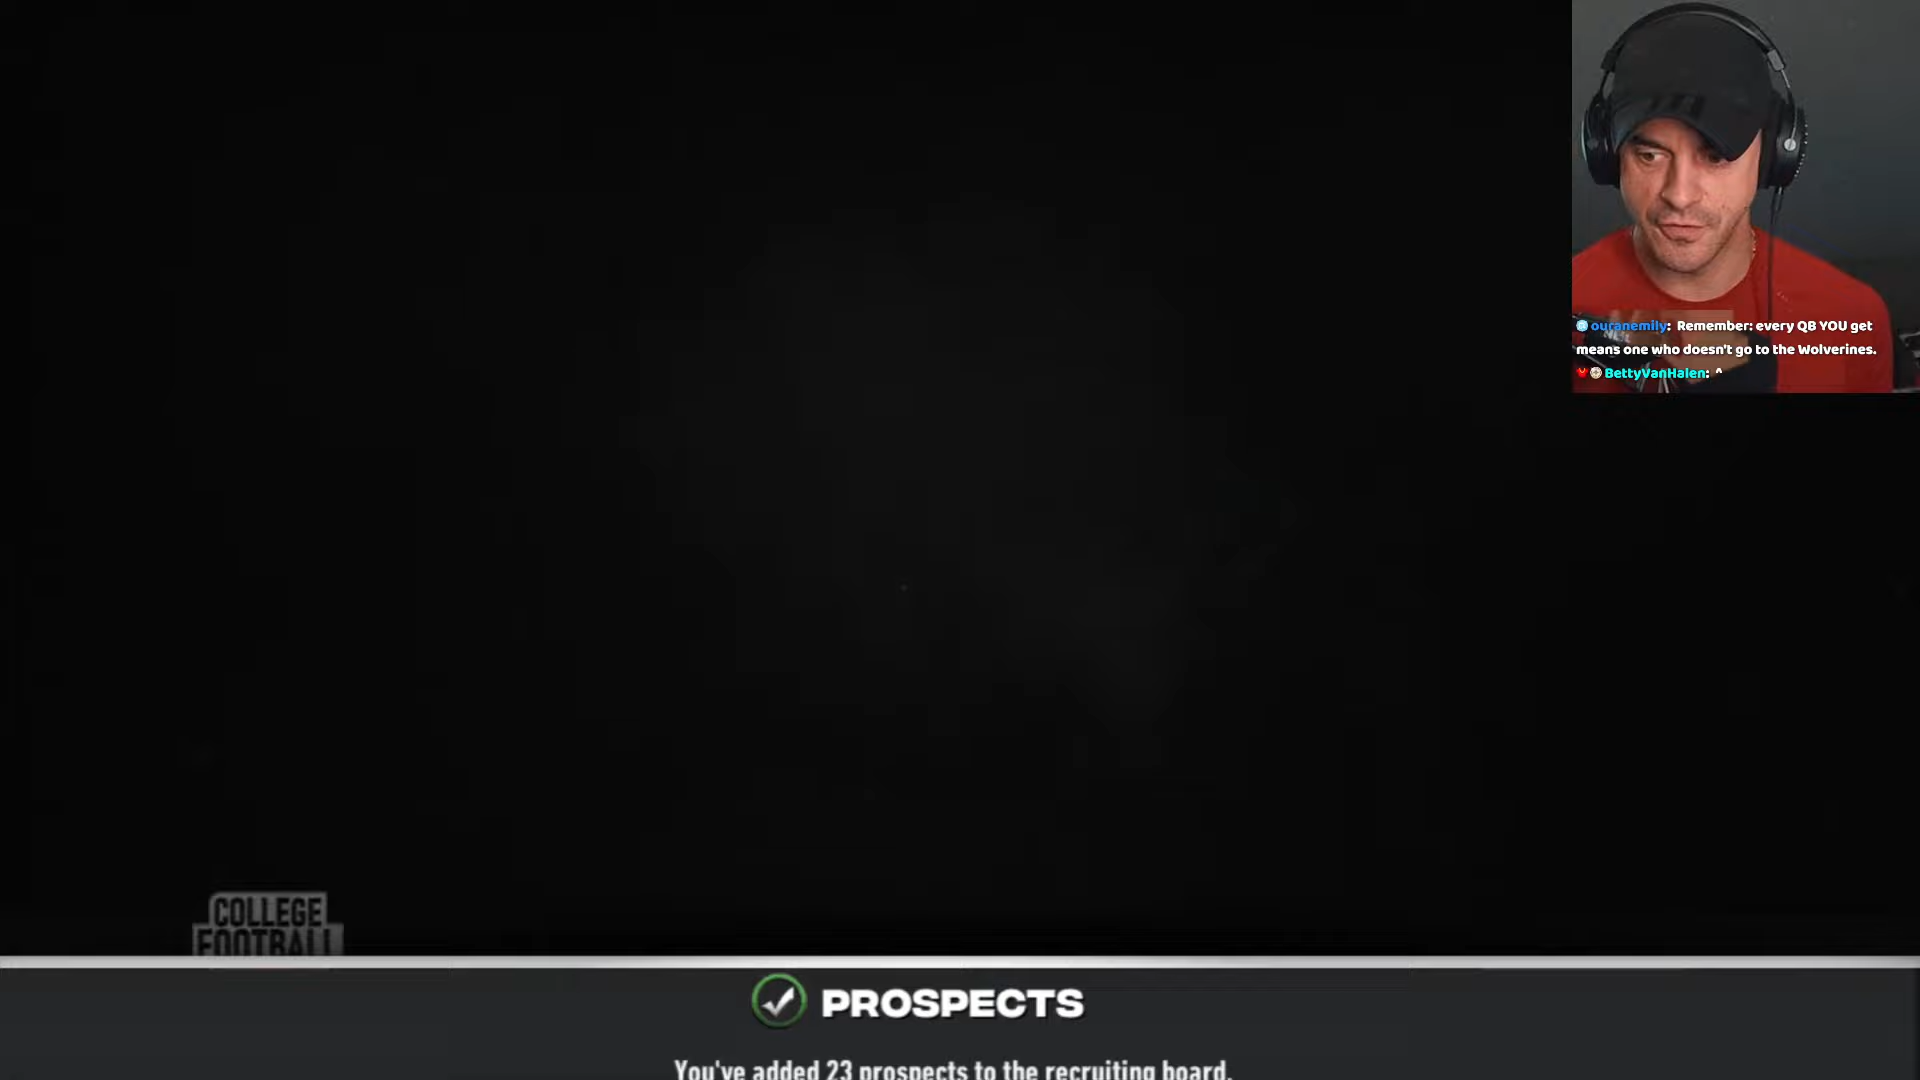 ouranemily: Remember: every QB YOU get
means one who doesn't go to the Wolverines.
BettyVanHalen: ^
COLLEGE
FOOTBALL
PROSPECTS
You've added 23 prospects to the recruiting board.